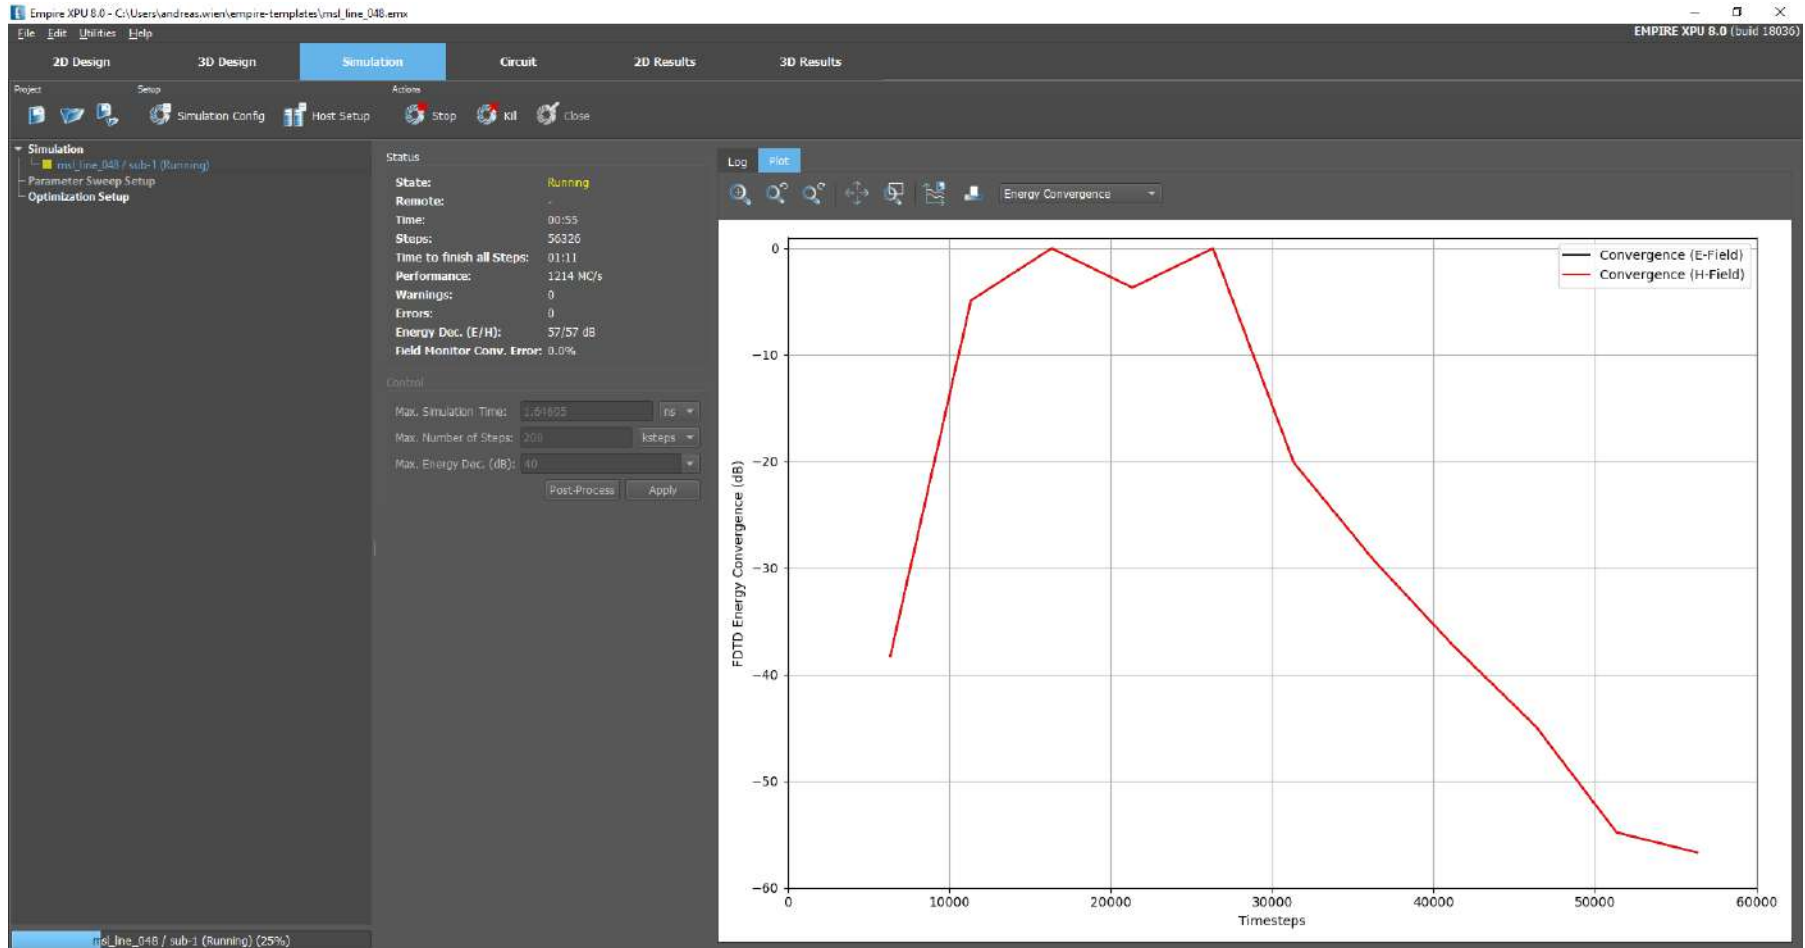 Empire XPU 8.0 - C:\Users\andreas.wien\empire-templates\msl_line_048.emx
File Edit Utilities Help
EMPIRE XPU 8.0 (build 18036)
2D Design 3D Design Simulation Circuit 2D Results 3D Results
Project Setup Actions
Simulation Config Host Setup Stop Kill Close
Simulation
msl_line_048 / sub-1 (Running)
Parameter Sweep Setup
Optimization Setup
Status
State: Running
Remote: -
Time: 00:55
Steps: 56326
Time to finish all Steps: 01:11
Performance: 1214 MC/s
Warnings: 0
Errors: 0
Energy Dec. (E/H): 57/57 dB
Field Monitor Conv. Error: 0.0%
Control
Max. Simulation Time: 1.64695 ns
Max. Number of Steps: 208 ksteps
Max. Energy Dec. (dB): 40
Post-Process Apply
Log Plot
Energy Convergence
Convergence (E-Field)
Convergence (H-Field)
FDTD Energy Convergence (dB)
0
−10
−20
−30
−40
−50
−60
0 10000 20000 30000 40000 50000 60000
Timesteps
msl_line_048 / sub-1 (Running) (25%)